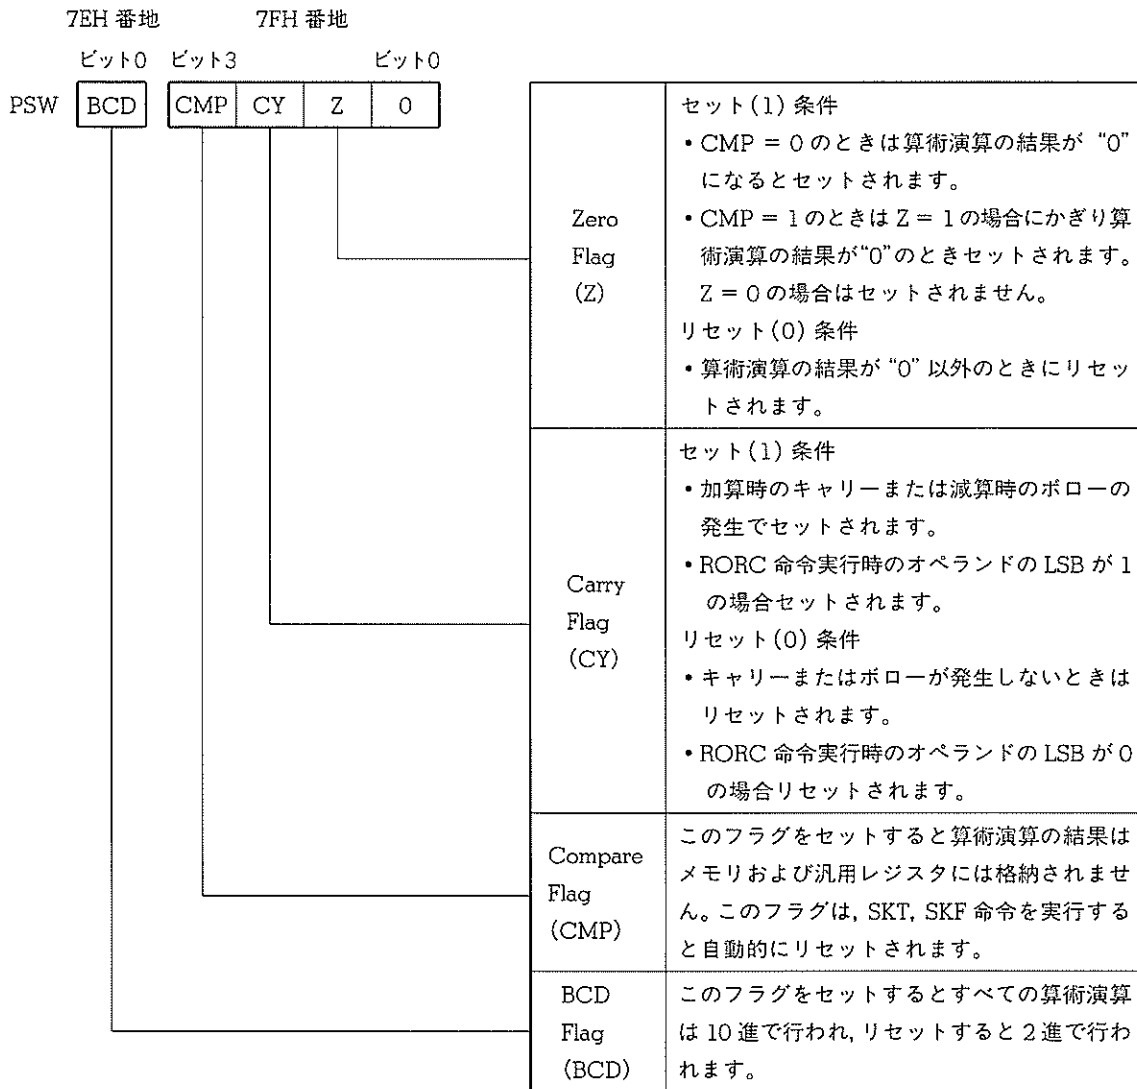 7EH 番地 7FH 番地
ビット0 ビット3 ビット0
PSW BCD CMP CY Z 0
Zero
Flag
(Z)
セット(1) 条件
• CMP = 0 のときは算術演算の結果が “0”
になるとセットされます。
• CMP = 1 のときは Z = 1 の場合にかぎり算
術演算の結果が“0”のときセットされます。
Z = 0 の場合はセットされません。
リセット(0) 条件
• 算術演算の結果が “0” 以外のときにリセッ
トされます。
Carry
Flag
(CY)
セット(1) 条件
• 加算時のキャリーまたは減算時のボローの
発生でセットされます。
• RORC 命令実行時のオペランドの LSB が 1
の場合セットされます。
リセット(0) 条件
• キャリーまたはボローが発生しないときは
リセットされます。
• RORC 命令実行時のオペランドの LSB が 0
の場合リセットされます。
Compare
Flag
(CMP)
このフラグをセットすると算術演算の結果は
メモリおよび汎用レジスタには格納されませ
ん。このフラグは, SKT, SKF 命令を実行する
と自動的にリセットされます。
BCD
Flag
(BCD)
このフラグをセットするとすべての算術演算
は 10 進で行われ, リセットすると 2 進で行わ
れます。